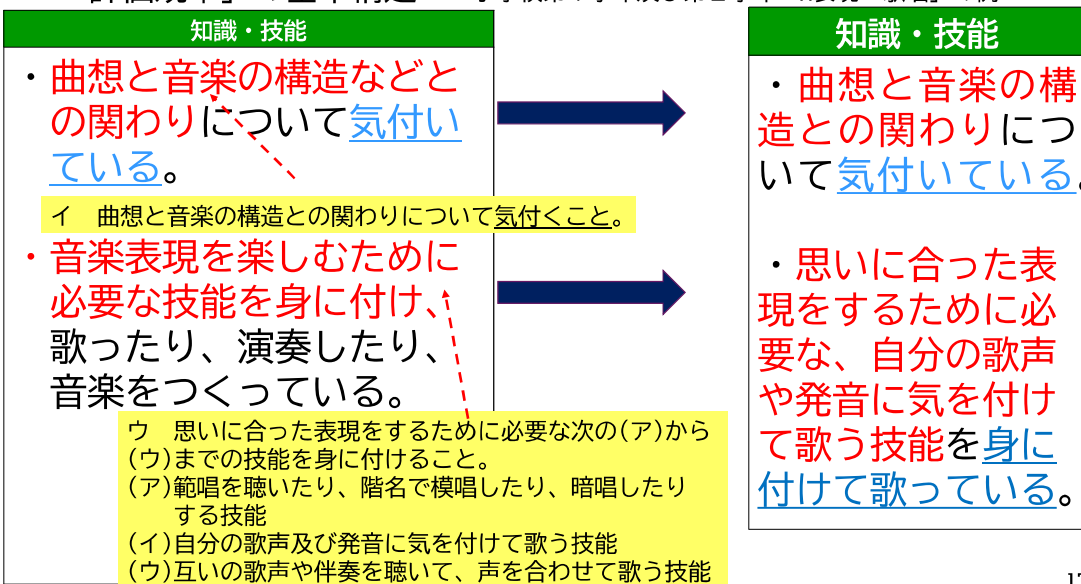 知識・技能
・曲想と音楽の構造などと
の関わりについて気付い
ている。
イ　曲想と音楽の構造との関わりについて気付くこと。
・音楽表現を楽しむために
必要な技能を身に付け、
歌ったり、演奏したり、
音楽をつくっている。
ウ　思いに合った表現をするために必要な次の(ア)から
(ウ)までの技能を身に付けること。
(ア)範唱を聴いたり、階名で模唱したり、暗唱したり
する技能
(イ)自分の歌声及び発音に気を付けて歌う技能
(ウ)互いの歌声や伴奏を聴いて、声を合わせて歌う技能
知識・技能
・曲想と音楽の構
造との関わりにつ
いて気付いている。
・思いに合った表
現をするために必
要な、自分の歌声
や発音に気を付け
て歌う技能を身に
付けて歌っている。